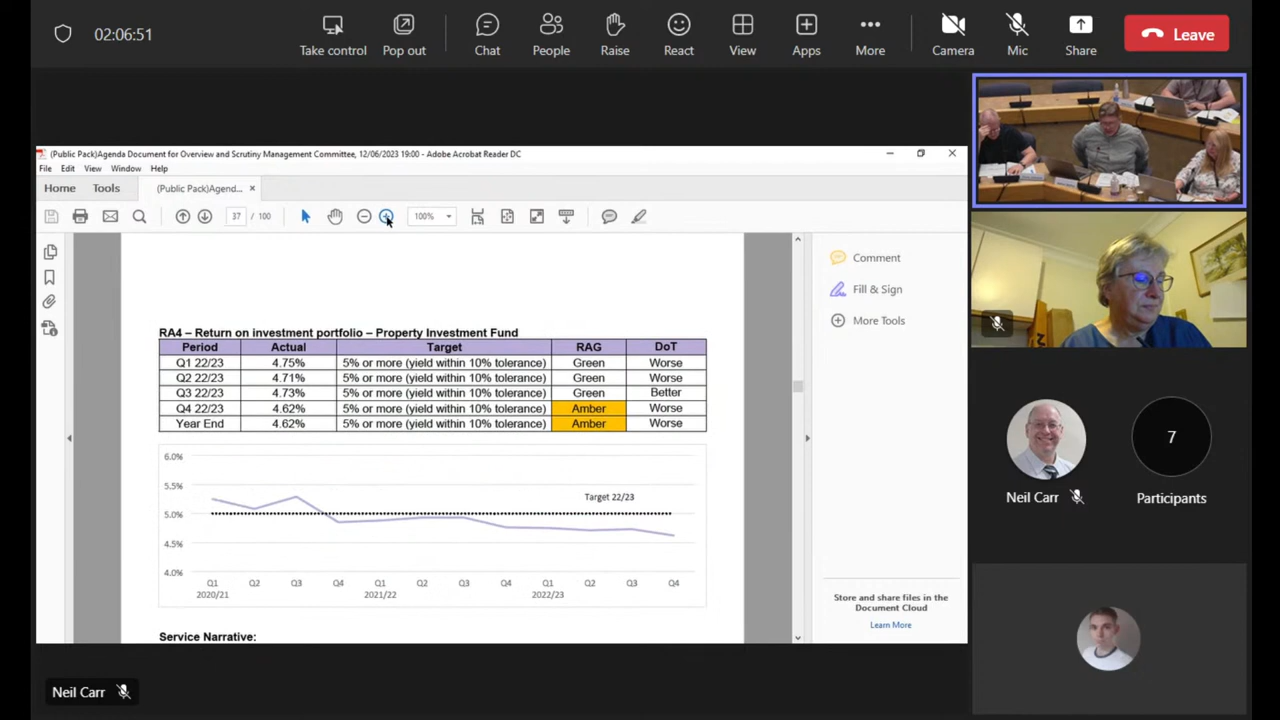 02:06:51
Take control
Pop out
Chat
People
Raise
React
View
Apps
More
Camera
Mic
Share
Leave
(Public Pack)Agenda Document for Overview and Scrutiny Management Committee, 12/06/2023 19:00 - Adobe Acrobat Reader DC
File Edit View Window Help
Home Tools (Public Pack)Agend... ×
37 / 100 100%
RA4 – Return on investment portfolio – Property Investment Fund
Period Actual Target RAG DoT
Q1 22/23 4.75% 5% or more (yield within 10% tolerance) Green Worse
Q2 22/23 4.71% 5% or more (yield within 10% tolerance) Green Worse
Q3 22/23 4.73% 5% or more (yield within 10% tolerance) Green Better
Q4 22/23 4.62% 5% or more (yield within 10% tolerance) Amber Worse
Year End 4.62% 5% or more (yield within 10% tolerance) Amber Worse
6.0%
5.5%
Target 22/23
5.0%
4.5%
4.0%
Q1 Q2 Q3 Q4 Q1 Q2 Q3 Q4 Q1 Q2 Q3 Q4
2020/21 2021/22 2022/23
Service Narrative:
Comment
Fill & Sign
More Tools
Store and share files in the
Document Cloud
Learn More
7
Neil Carr
Participants
Neil Carr